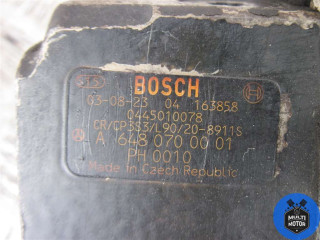 BOSCH
03-08-23 04 163858
0445010078
CR/CP3S3/L90/20-8911S
A 648 070 00 01
PH 0010
Made in Czech Republic
MULTI
MOTOR